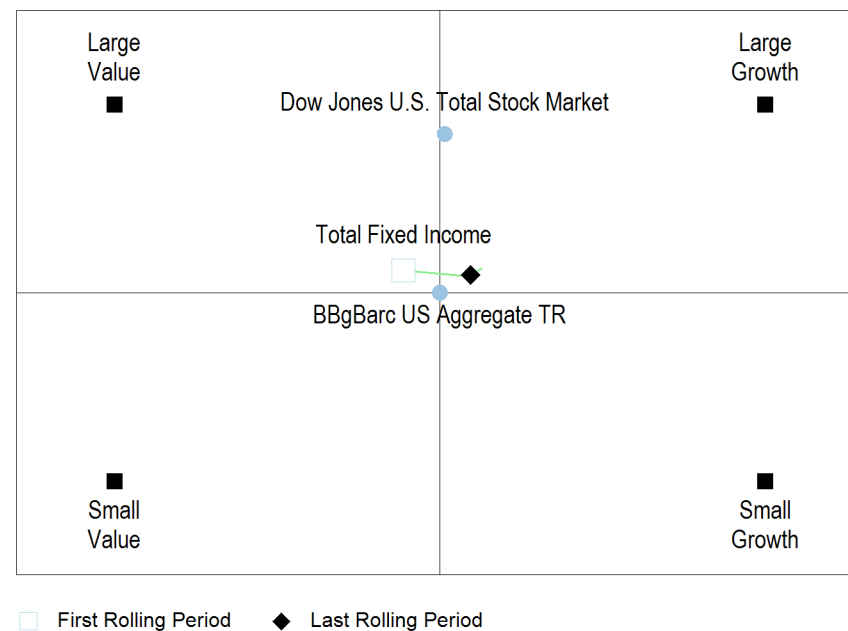 Large
Value
Large
Growth
Dow Jones U.S. Total Stock Market
Total Fixed Income
BBgBarc US Aggregate TR
Small
Value
Small
Growth
First Rolling Period
Last Rolling Period